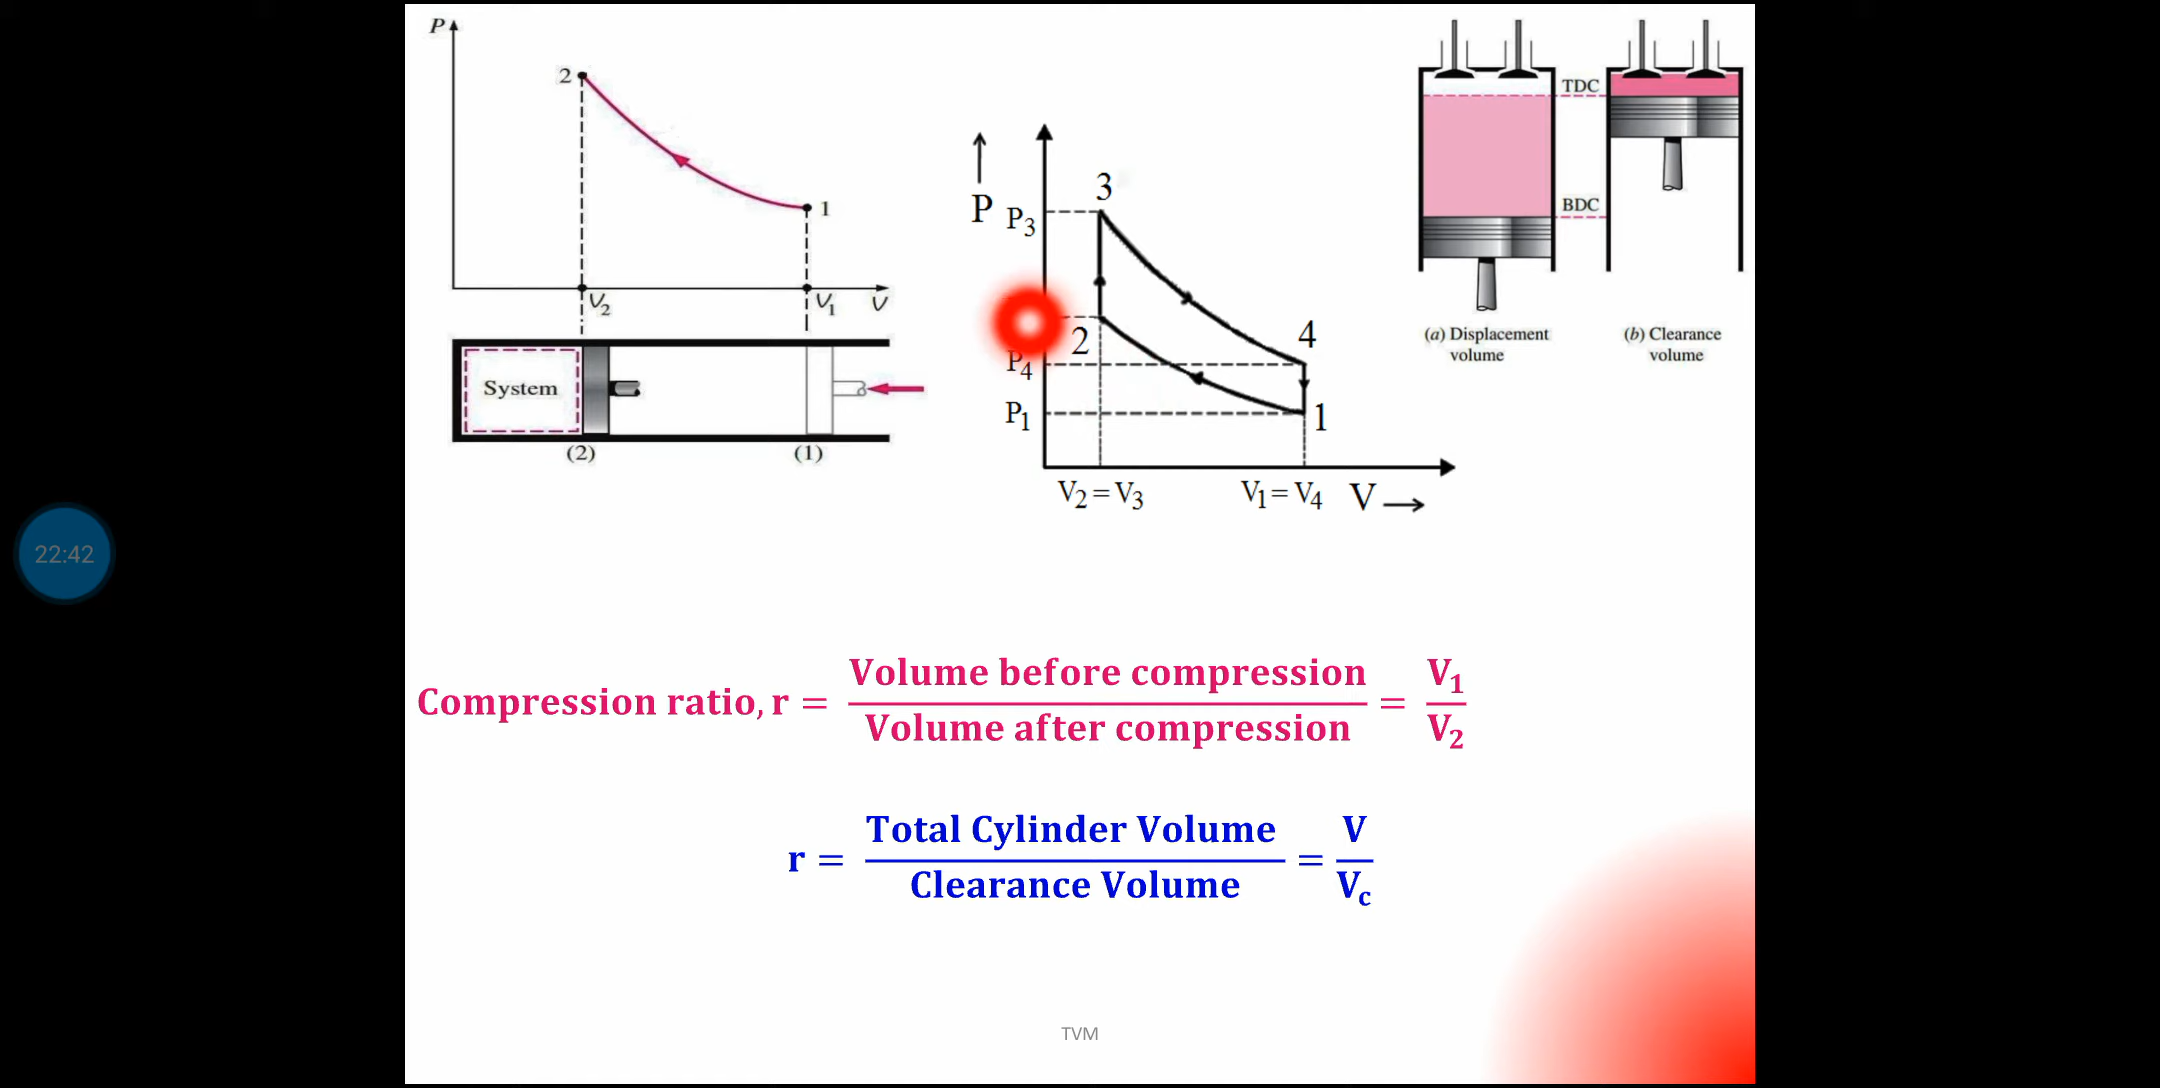 P
2
1
V₂
V₁
V
System
(2)
(1)
P
P₃
3
2
4
P₄
P₁
1
V₂ = V₃
V₁ = V₄
V
TDC
BDC
(a) Displacement
volume
(b) Clearance
volume
22:42
Compression ratio, r = Volume before compression / Volume after compression = V₁ / V₂
r = Total Cylinder Volume / Clearance Volume = V / V_c
TVM